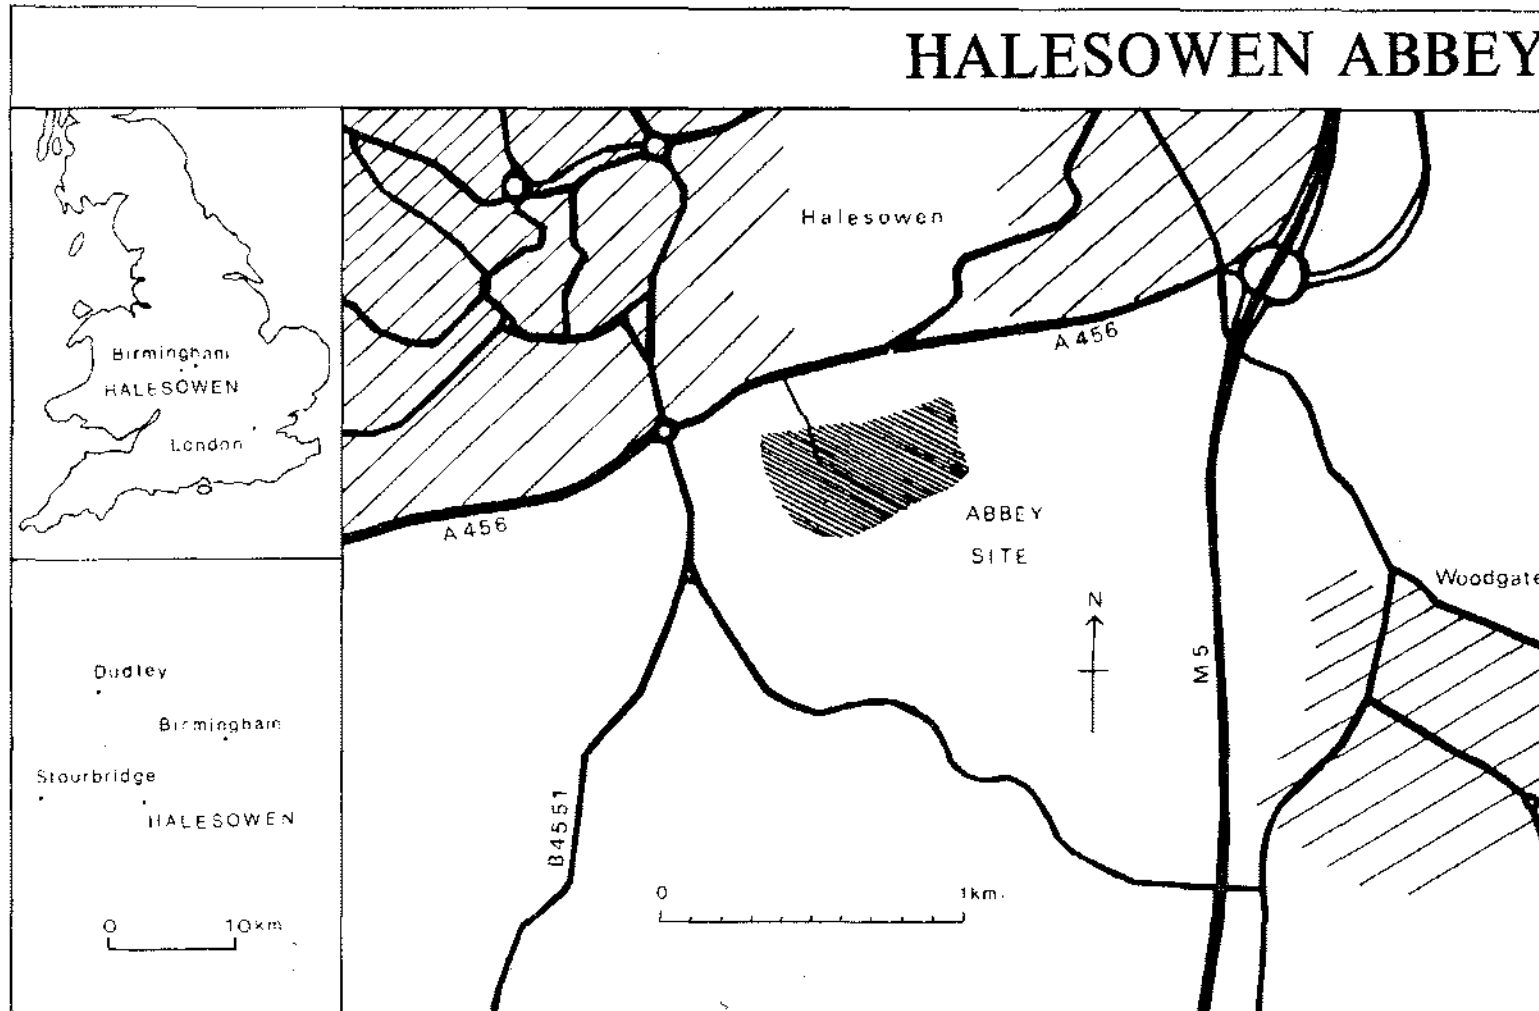 HALESOWEN ABBEY
Birmingham
HALESOWEN
London
Dudley
Birmingham
Stourbridge
HALESOWEN
0 10km
Halesowen
A 456
A 456
ABBEY
SITE
N
Woodgate
M 5
B4551
0 1km.